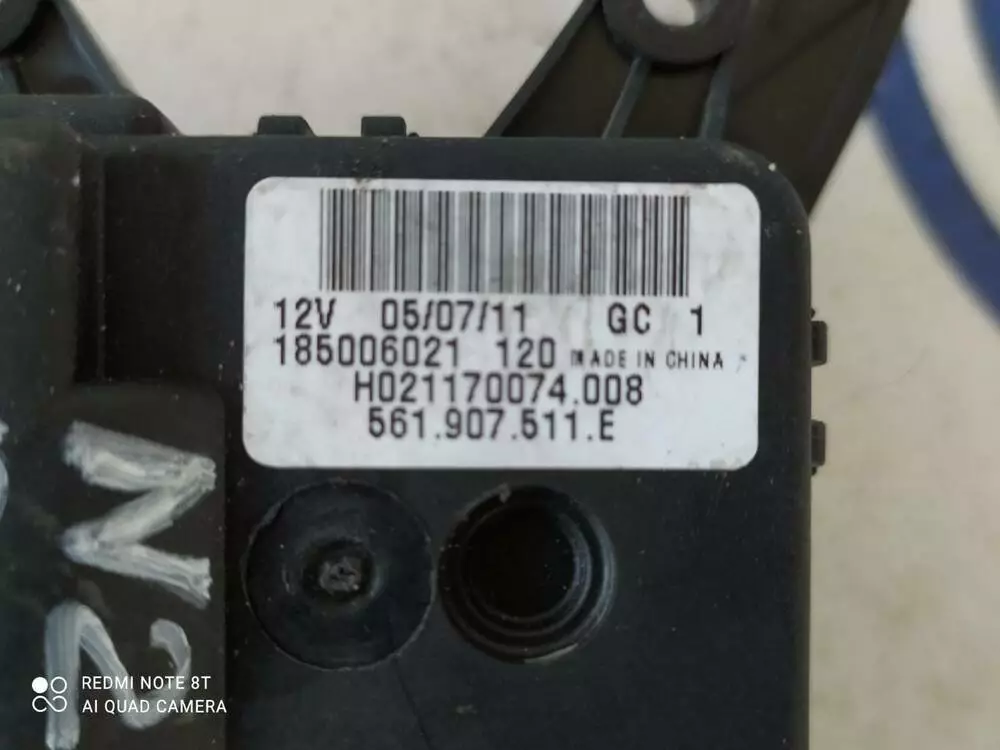 12V 05/07/11 GC 1
185006021 120 MADE IN CHINA
H021170074.008
561.907.511.E
N2
REDMI NOTE 8T
AI QUAD CAMERA